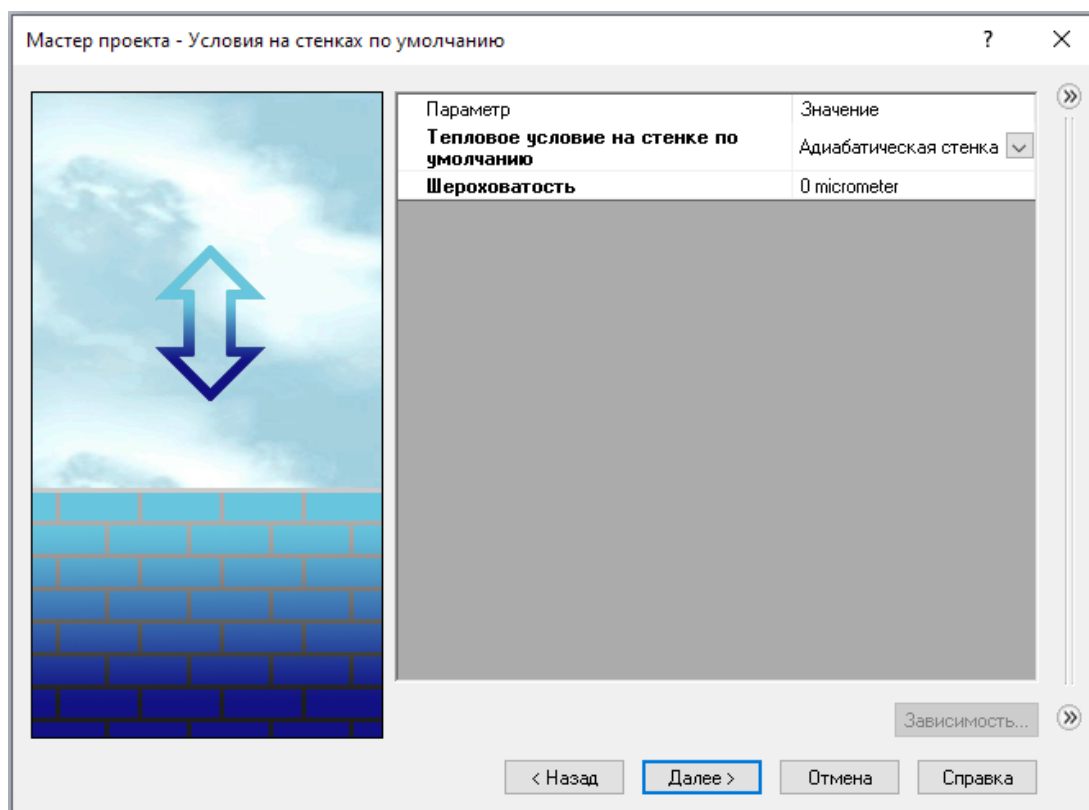 Мастер проекта - Условия на стенках по умолчанию
?
Параметр Значение
Тепловое условие на стенке по
умолчанию
Адиабатическая стенка
Шероховатость 0 micrometer
Зависимость...
< Назад Далее > Отмена Справка